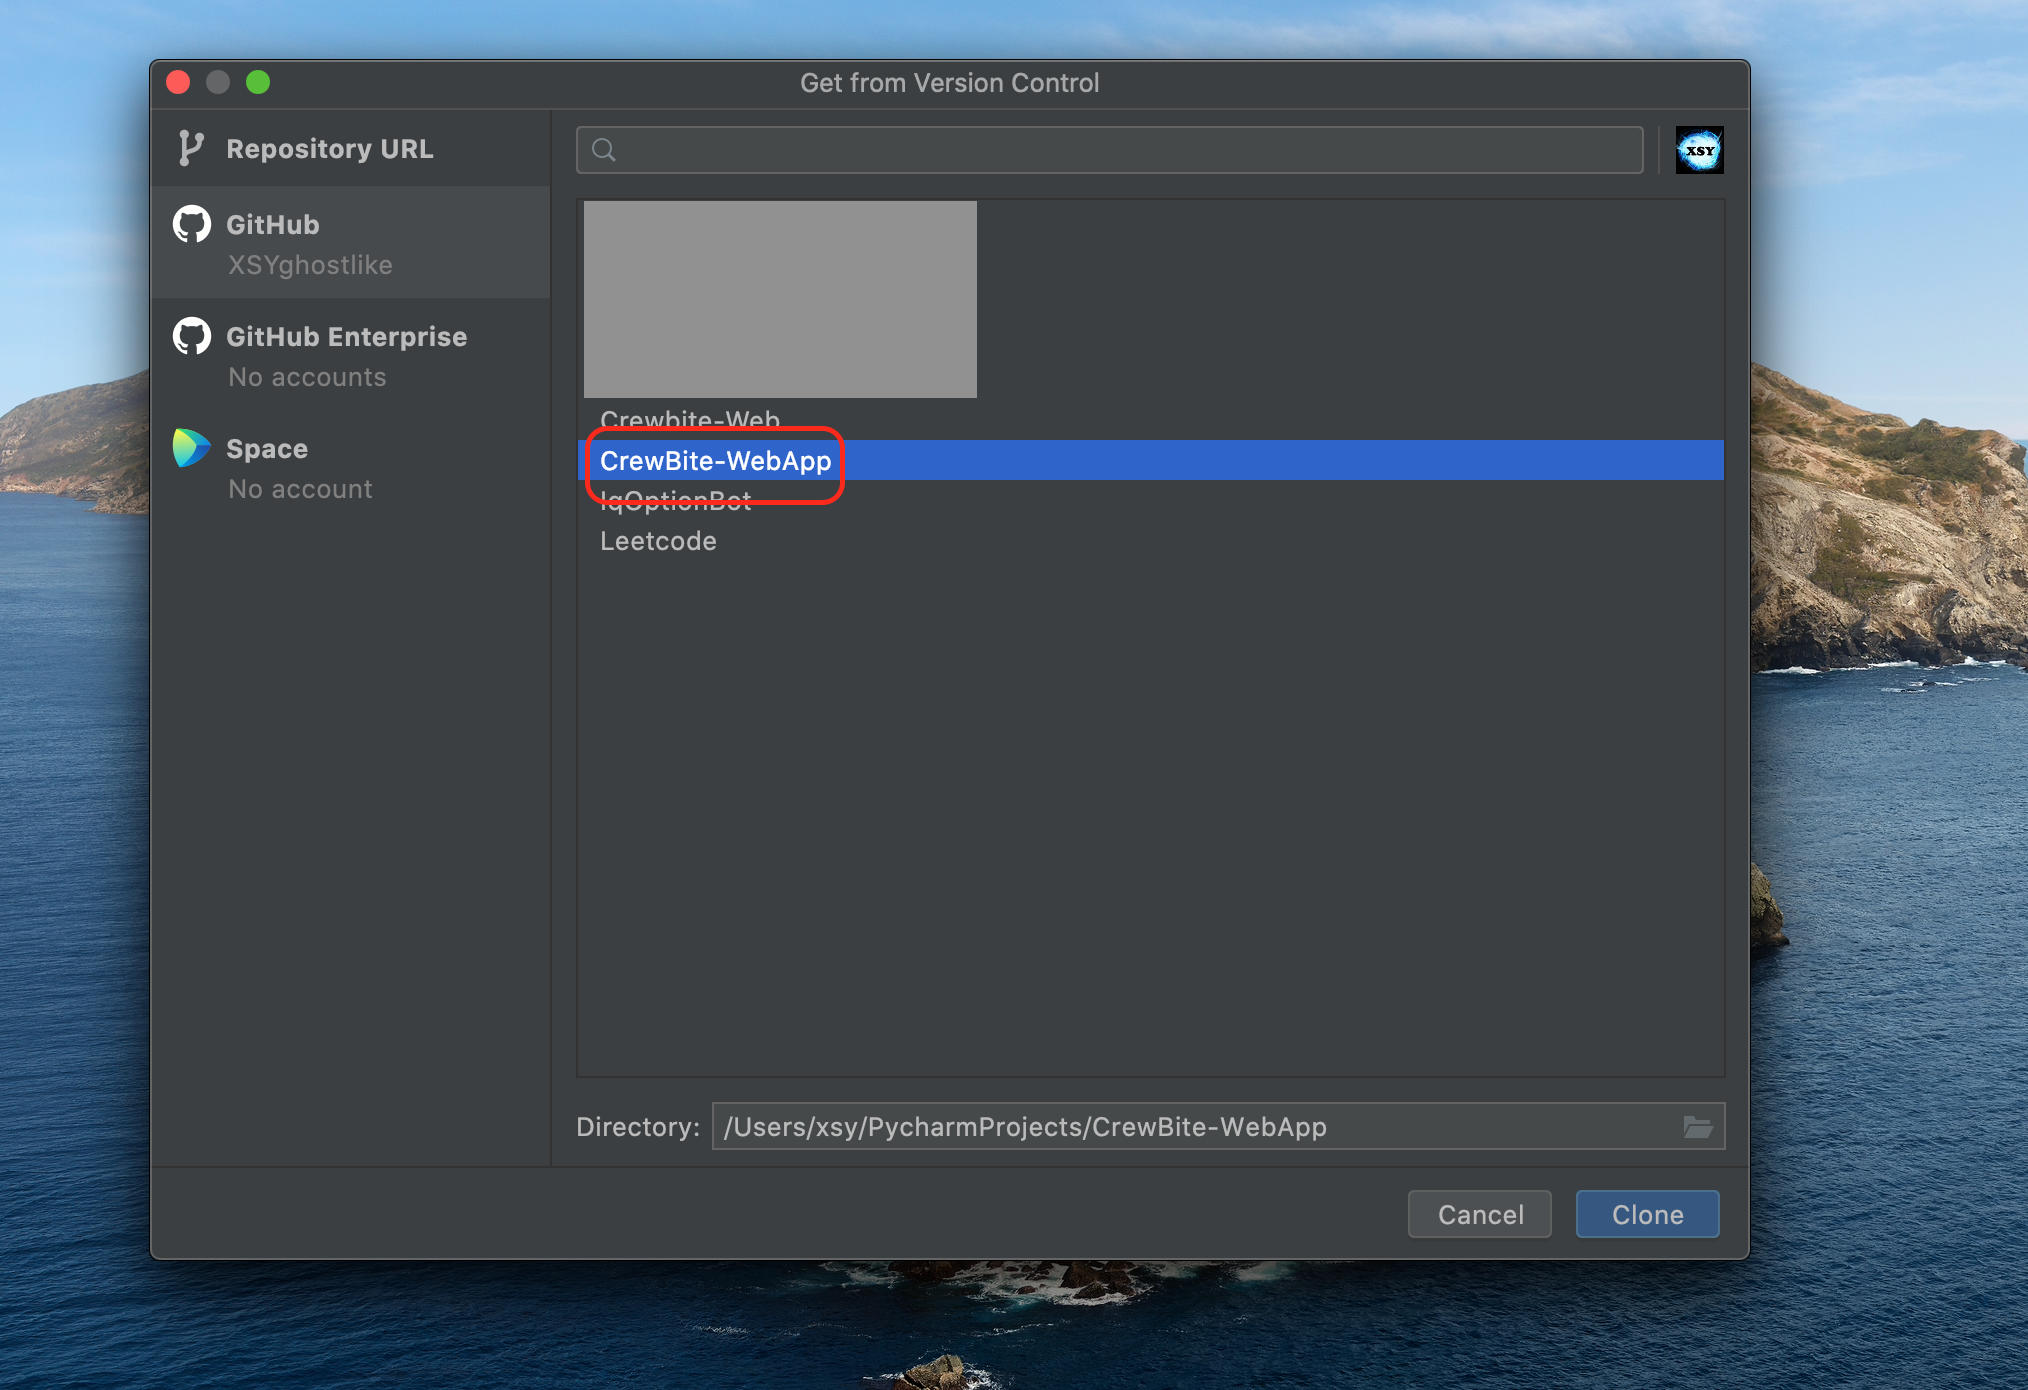 Get from Version Control
Repository URL
GitHub
XSYghostlike
GitHub Enterprise
No accounts
Space
No account
XSY
Crewbite-Web
CrewBite-WebApp
IqOptionBot
Leetcode
Directory: /Users/xsy/PycharmProjects/CrewBite-WebApp
Cancel Clone